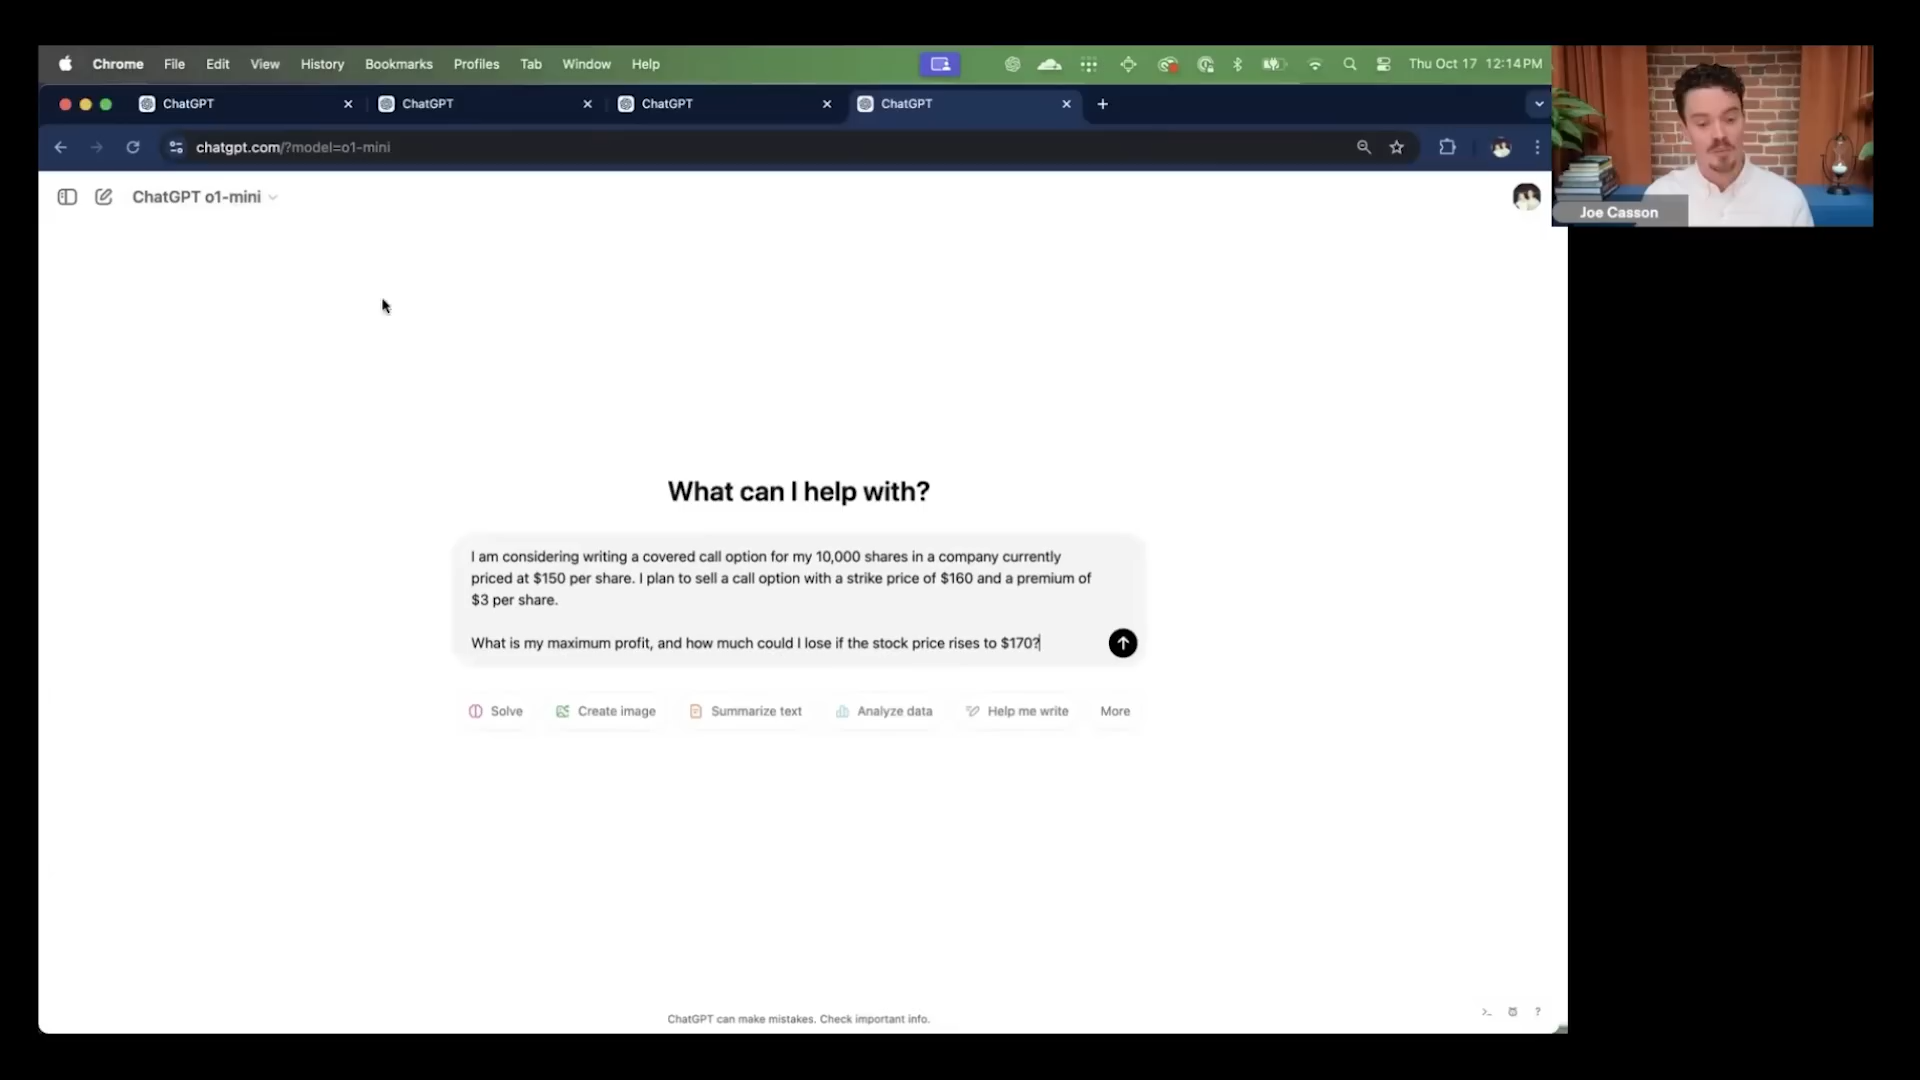 Chrome File Edit View History Bookmarks Profiles Tab Window Help Thu Oct 17 12:14 PM
ChatGPT ChatGPT ChatGPT ChatGPT
chatgpt.com/?model=o1-mini
ChatGPT o1-mini
Joe Casson
What can I help with?
I am considering writing a covered call option for my 10,000 shares in a company currently
priced at $150 per share. I plan to sell a call option with a strike price of $160 and a premium of
$3 per share.
What is my maximum profit, and how much could I lose if the stock price rises to $170?
Solve Create image Summarize text Analyze data Help me write More
ChatGPT can make mistakes. Check important info.